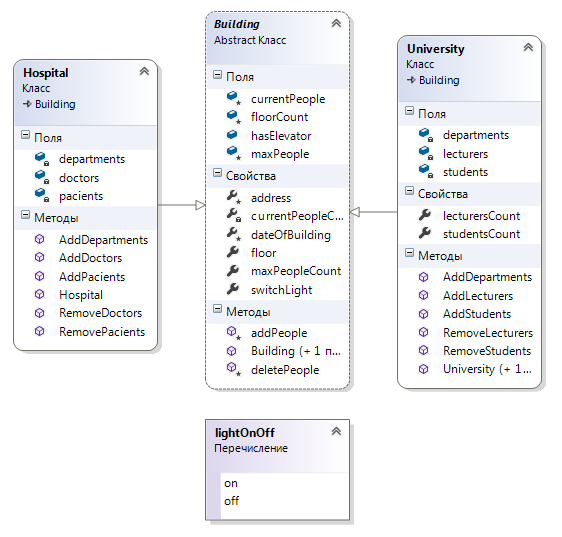 Hospital
Класс
Building
Поля
departments
doctors
pacients
Методы
AddDepartments
AddDoctors
AddPacients
Hospital
RemoveDoctors
RemovePacients
Building
Abstract Класс
Поля
currentPeople
floorCount
hasElevator
maxPeople
Свойства
address
currentPeopleC...
dateOfBuilding
floor
maxPeopleCount
switchLight
Методы
addPeople
Building (+ 1 п...
deletePeople
University
Класс
Building
Поля
departments
lecturers
students
Свойства
lecturersCount
studentsCount
Методы
AddDepartments
AddLecturers
AddStudents
RemoveLecturers
RemoveStudents
University (+ 1...
lightOnOff
Перечисление
on
off